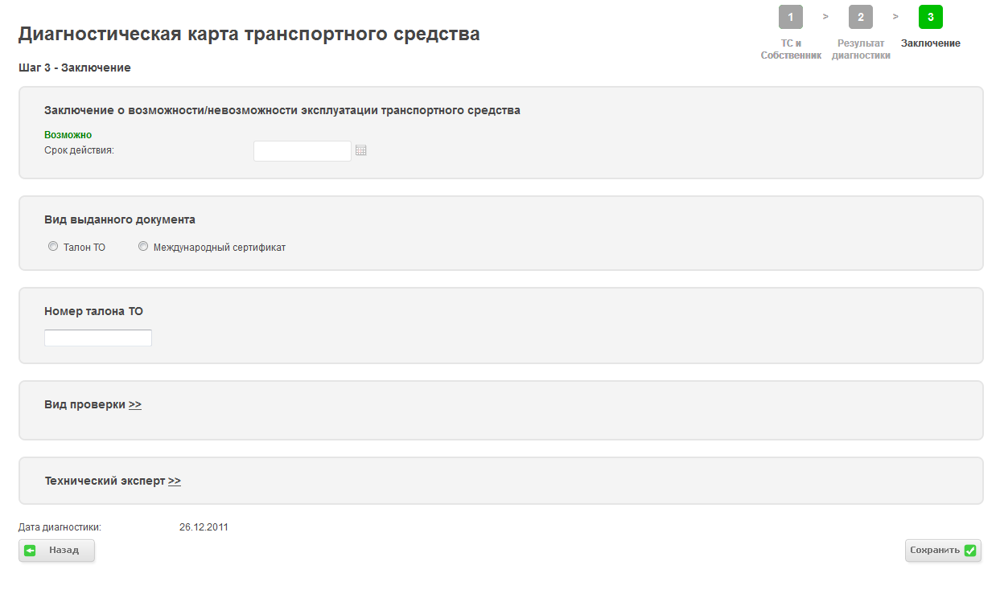 Диагностическая карта транспортного средства
1 > 2 > 3
ТС и Собственник
Результат диагностики
Заключение
Шаг 3 - Заключение
Заключение о возможности/невозможности эксплуатации транспортного средства
Возможно
Срок действия:
Вид выданного документа
Талон ТО Международный сертификат
Номер талона ТО
Вид проверки >>
Технический эксперт >>
Дата диагностики: 26.12.2011
Назад Сохранить